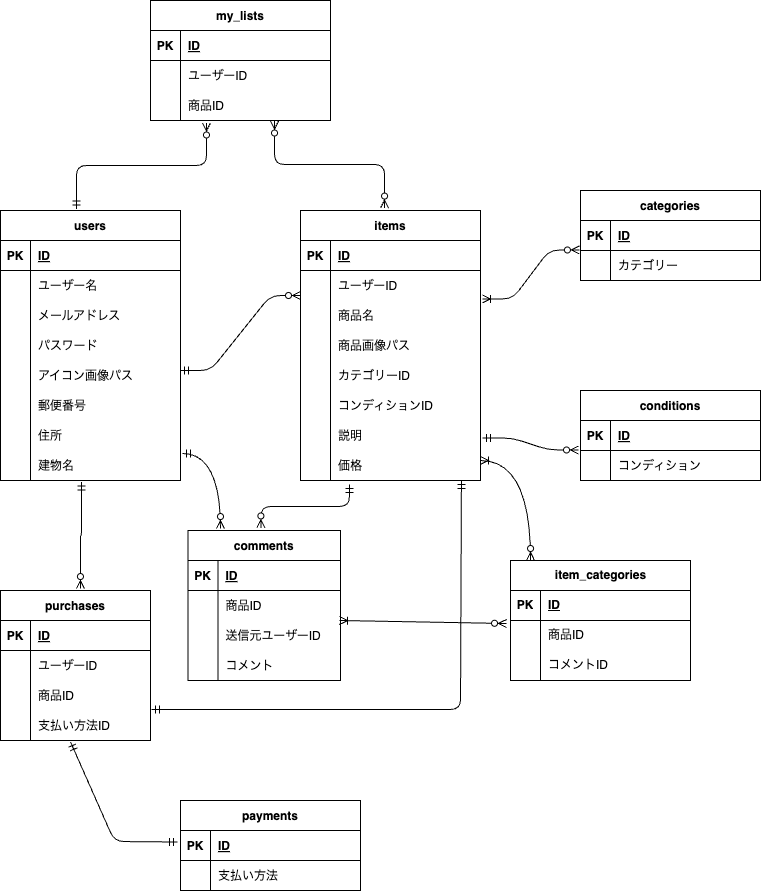 my_lists
PK ID
ユーザーID
商品ID
users
PK ID
ユーザー名
メールアドレス
パスワード
アイコン画像パス
郵便番号
住所
建物名
items
PK ID
ユーザーID
商品名
商品画像パス
カテゴリーID
コンディションID
説明
価格
categories
PK ID
カテゴリー
conditions
PK ID
コンディション
comments
PK ID
商品ID
送信元ユーザーID
コメント
item_categories
PK ID
商品ID
コメントID
purchases
PK ID
ユーザーID
商品ID
支払い方法ID
payments
PK ID
支払い方法